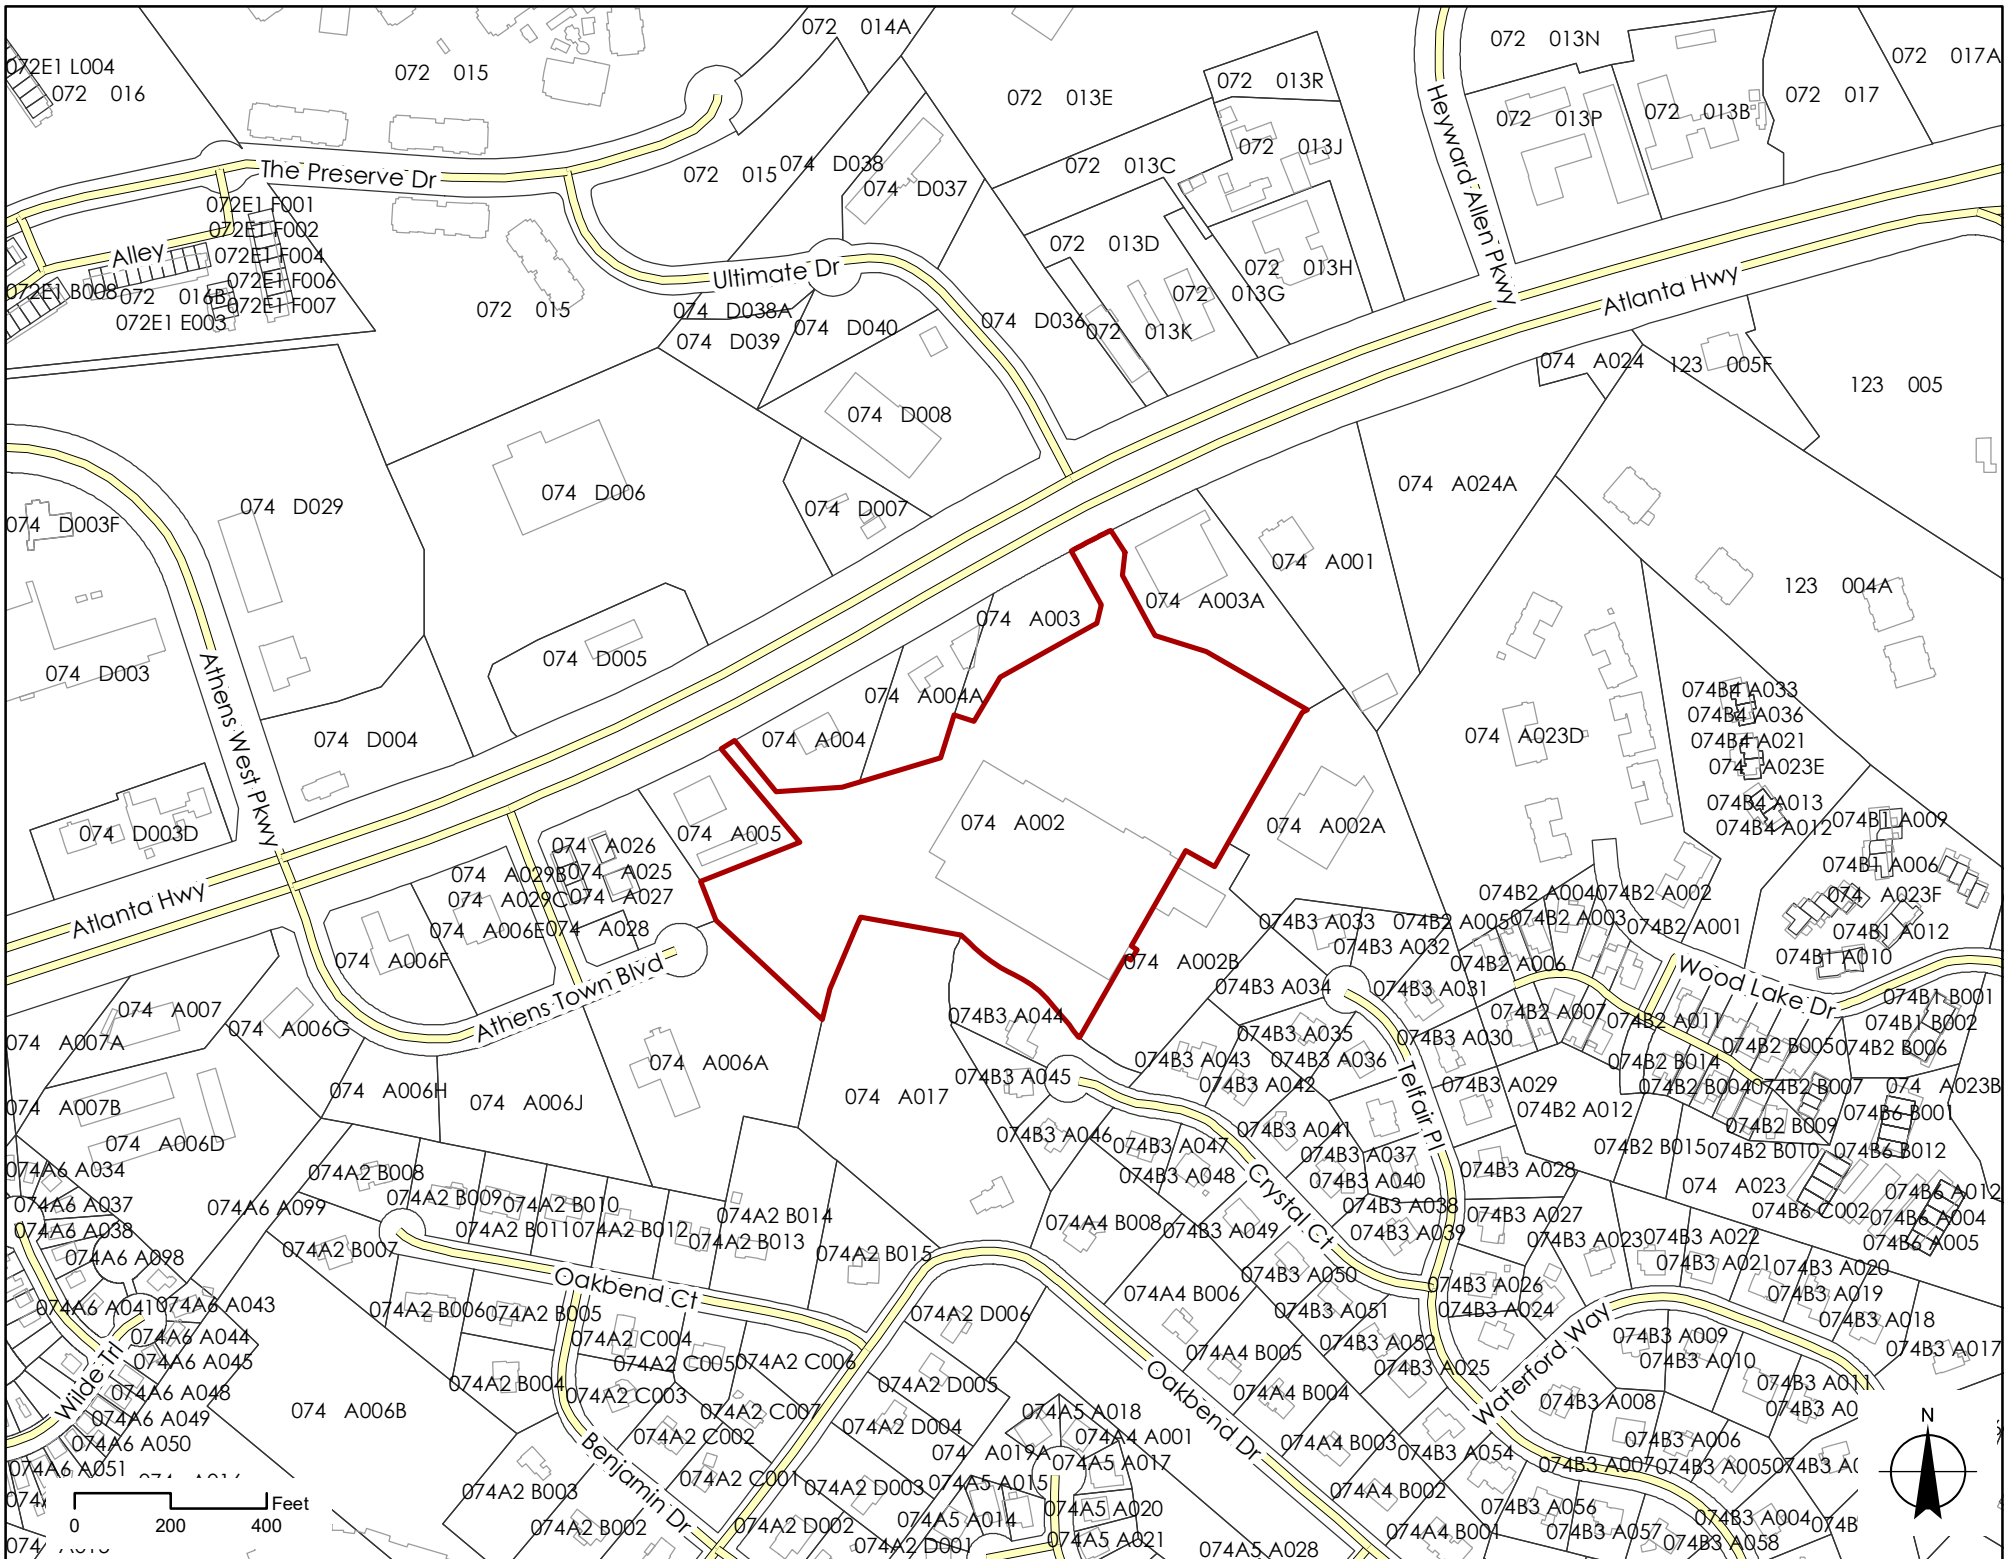 072 014A
072 013N
072 017A
072E1 L004
072 016
072 015
072 013E
072 013R
072 017
072 013P
072 013B
Heyward Allen Pkwy
072 013J
072 013C
The Preserve Dr
072 015
074 D038
074 D037
072E1 F001
072E1 F002
Alley
072E1 F004
072 013D
072 013H
Ultimate Dr
072E1 F006
072E1 B008
072 016B
072E1 F007
072 013G
Atlanta Hwy
072 015
074 D038A
072E1 E003
074 D040
074 D036
072 013K
074 D039
074 A024
123 005F
123 005
074 D008
074 A024A
074 D029
074 D006
074 D007
074 D003F
074 A001
123 004A
074 A003A
074 A003
074 D005
074 D003
Athens West Pkwy
074 A004A
074B4 A033
074B4 A036
074 D004
074 A004
074 A023D
074B4 A021
074 A023E
074B4 A013
074B4 A012
074B1 A009
074 D003D
074 A005
074 A002
074 A002A
074 A026
074 A029B
074 A025
074B1 A006
074 A029C
074 A027
074B2 A004
074B2 A002
074 A023F
Atlanta Hwy
074 A006E
074 A028
074B3 A033
074B2 A005
074B2 A003
074B2 A001
074B1 A012
074B3 A032
074 A006F
074 A002B
074B2 A006
074B1 A010
Athens Town Blvd
074B3 A034
074B3 A031
Wood Lake Dr
074B1 B001
074 A007
074B3 A044
074B2 A007
074B2 A011
074B1 B002
074 A007A
074 A006G
074B3 A035
074B3 A030
074B2 B005
074B2 B006
074 A006A
074B3 A043
074B3 A036
074B2 B014
074B3 A045
074B3 A042
Telfair Pl
074B3 A029
074B2 B004
074B2 B007
074 A023B
074 A006H
074 A006J
074 A017
074 A007B
074B2 A012
074B6 B001
074 A006D
074B3 A046
074B3 A047
074B3 A041
074B2 B009
074B2 B015
074B2 B010
074B6 B012
074A6 A034
074A2 B008
074B3 A048
074B3 A037
074B3 A028
074B3 A040
074 A023
074B6 A012
074A6 A037
074A6 A099
074A2 B009
074A2 B010
Crystal Ct
074B3 A038
074B6 C002
074B6 A004
074A6 A038
074A2 B011
074A2 B012
074A2 B014
074A4 B008
074B3 A049
074B3 A039
074B3 A027
074B3 A023
074B3 A022
074B6 A005
074A6 A098
074A2 B007
074A2 B013
074A2 B015
074B3 A021
074B3 A020
Oakbend Ct
074B3 A050
074B3 A026
074A4 B006
074B3 A019
074A6 A041
074A6 A043
074A2 B006
074A2 B005
074A2 D006
074B3 A051
074B3 A024
074B3 A018
074A6 A044
074A2 C004
074B3 A052
Waterford Way
074B3 A009
074A6 A045
074A2 C005
074A2 C006
074A4 B005
074B3 A025
074B3 A010
074B3 A017
Wilde Trl
074A6 A048
074A2 B004
074A2 C003
074A2 D005
Oakbend Dr
074A4 B004
074B3 A008
074B3 A011
074A6 A049
074 A006B
074A2 C007
074A5 A018
074B3 A0
074A6 A050
074A2 C002
074A2 D004
074A4 A001
074A4 B003
074B3 A054
074B3 A006
N
Benjamin Dr
074 A019A
074A5 A017
074B3 A007
074B3 A005
074B3 A0
074A6 A051
074A2 C001
074A2 D003
074A5 A015
074A4 B002
074A2 B003
Feet
074A5 A014
074A5 A020
074B3 A056
074B3 A004
0 200 400
074A2 B002
074A2 D002
074A5 A021
074A4 B001
074B3 A057
074B
074A2 D001
074A5 A028
074B3 A058